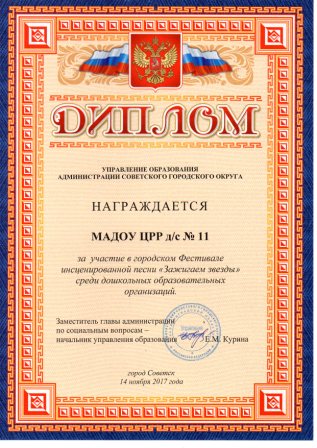 ДИПЛОМ
УПРАВЛЕНИЕ ОБРАЗОВАНИЯ
АДМИНИСТРАЦИИ СОВЕТСКОГО ГОРОДСКОГО ОКРУГА
НАГРАЖДАЕТСЯ
МАДОУ ЦРР д/с № 11
за участие в городском Фестивале
инсценированной песни «Зажигаем звезды»
среди дошкольных образовательных
организаций.
Заместитель главы администрации
по социальным вопросам –
начальник управления образования Е.М. Курина
город Советск
14 ноября 2017 года